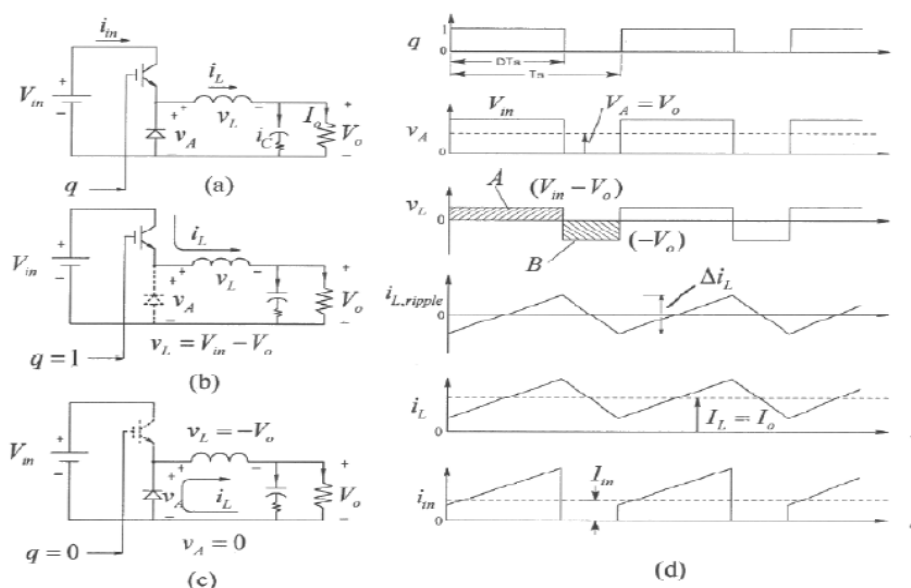 i_in
V_in
+
−
i_L
+ −
v_L
+
v_A
−
i_C
I_o
+
V_o
−
q
(a)
V_in
+
−
i_L
+ −
v_L
+
v_A
−
+
V_o
−
q = 1
v_L = V_in − V_o
(b)
V_in
+
−
v_L = −V_o
+ −
+
v_A
−
i_L
+
V_o
−
q = 0
v_A = 0
(c)
q
1
0
DTs
Ts
v_A
V_in
V_A = V_o
0
v_L
0
A
(V_in − V_o)
B
(−V_o)
i_L,ripple
0
Δi_L
i_L
0
I_L = I_o
i_in
0
I_in
(d)